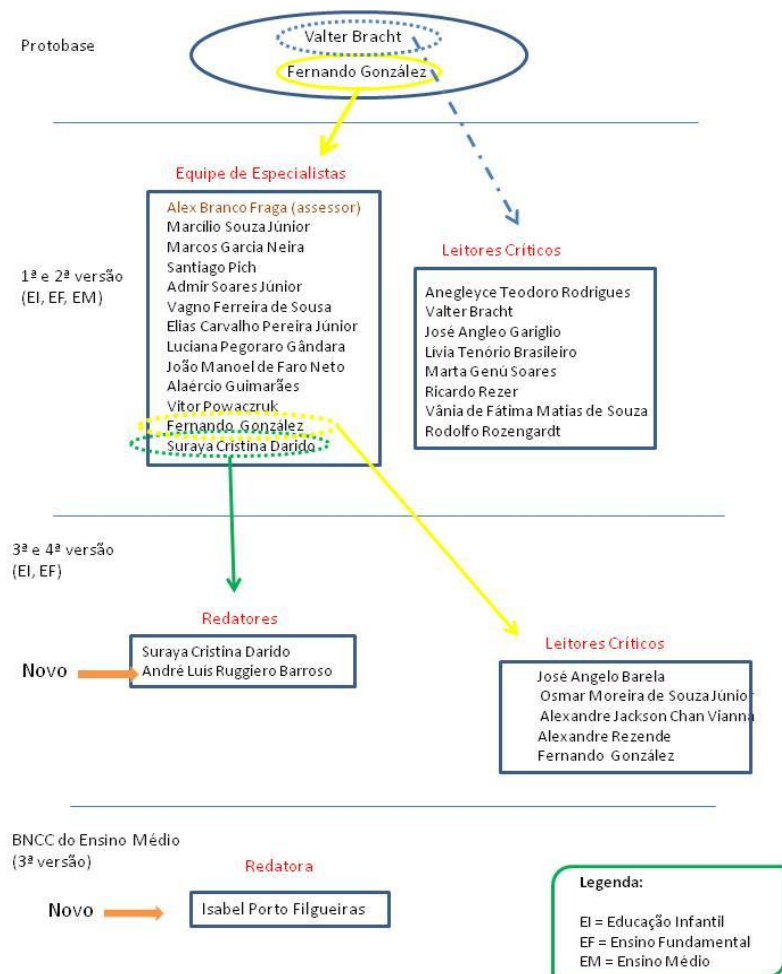 Protobase
Valter Bracht
Fernando González
Equipe de Especialistas
Alex Branco Fraga (assessor)
Marcílio Souza Júnior
Marcos Garcia Neira
Santiago Pich
Admir Soares Júnior
Vagno Ferreira de Sousa
Elias Carvalho Pereira Júnior
Luciana Pegoraro Gândara
João Manoel de Faro Neto
Alaércio Guimarães
Vitor Powaczruk
Fernando González
Suraya Cristina Darido
1ª e 2ª versão
(EI, EF, EM)
Leitores Críticos
Anegleyce Teodoro Rodrigues
Valter Bracht
José Angleo Gariglio
Lívia Tenório Brasileiro
Marta Genú Soares
Ricardo Rezer
Vânia de Fátima Matias de Souza
Rodolfo Rozengardt
3ª e 4ª versão
(EI, EF)
Redatores
Suraya Cristina Darido
Novo
André Luís Ruggiero Barroso
Leitores Críticos
José Angelo Barela
Osmar Moreira de Souza Júnior
Alexandre Jackson Chan Vianna
Alexandre Rezende
Fernando González
BNCC do Ensino Médio
(3ª versão)
Redatora
Novo
Isabel Porto Filgueiras
Legenda:
EI = Educação Infantil
EF = Ensino Fundamental
EM = Ensino Médio